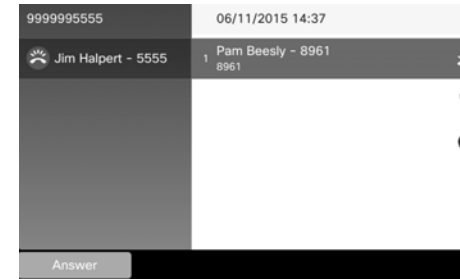 9999995555
06/11/2015 14:37
Jim Halpert - 5555
1 Pam Beesly - 8961
8961
Answer